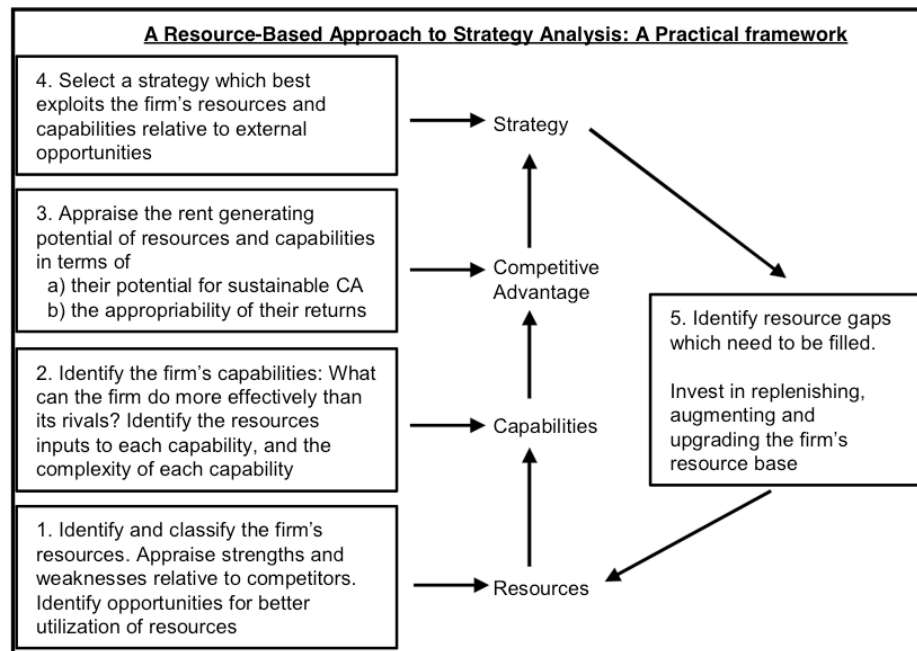 A Resource-Based Approach to Strategy Analysis: A Practical framework
4. Select a strategy which best
exploits the firm's resources and
capabilities relative to external
opportunities
Strategy
3. Appraise the rent generating
potential of resources and capabilities
in terms of
a) their potential for sustainable CA
b) the appropriability of their returns
Competitive
Advantage
5. Identify resource gaps
which need to be filled.
Invest in replenishing,
augmenting and
upgrading the firm's
resource base
2. Identify the firm's capabilities: What
can the firm do more effectively than
its rivals? Identify the resources
inputs to each capability, and the
complexity of each capability
Capabilities
1. Identify and classify the firm's
resources. Appraise strengths and
weaknesses relative to competitors.
Identify opportunities for better
utilization of resources
Resources